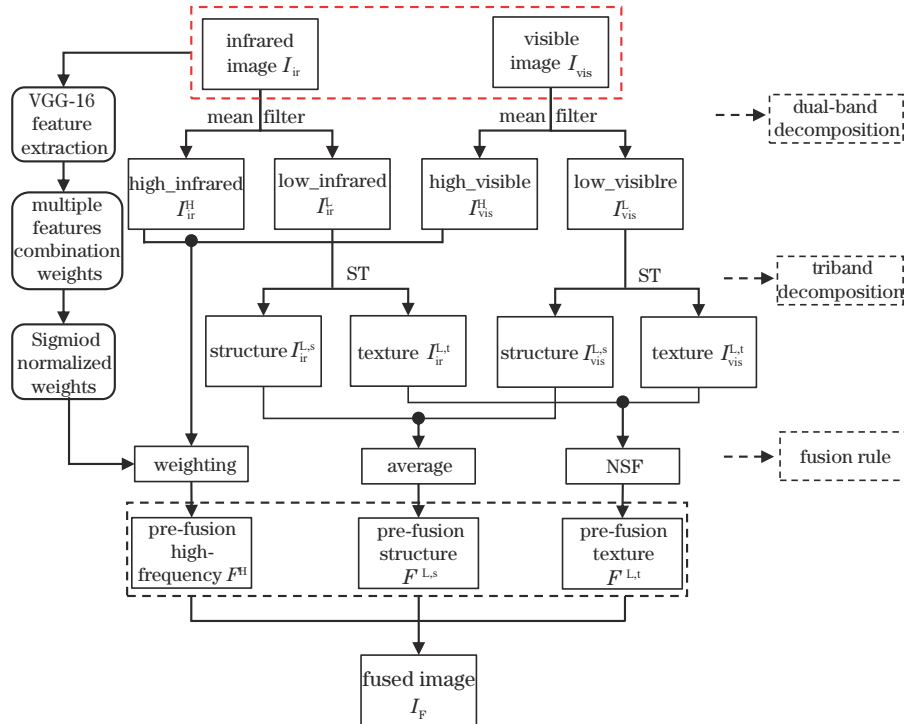 infrared
image I_ir
visible
image I_vis
VGG-16
feature
extraction
mean filter
mean filter
dual-band
decomposition
high_infrared
I_ir^H
low_infrared
I_ir^L
high_visible
I_vis^H
low_visiblre
I_vis^L
multiple
features
combination
weights
ST
ST
triband
decomposition
Sigmiod
normalized
weights
structure I_ir^L,s
texture I_ir^L,t
structure I_vis^L,s
texture I_vis^L,t
weighting
average
NSF
fusion rule
pre-fusion
high-
frequency F^H
pre-fusion
structure
F^L,s
pre-fusion
texture
F^L,t
fused image
I_F